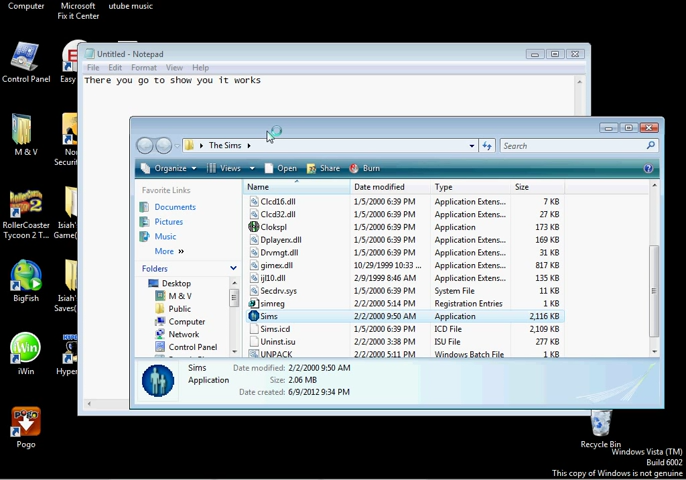 Computer
Microsoft
Fix it Center
utube music
Control Panel
Easy
M & V
No
Securit
RollerCoaster
Tycoon 2 T...
Isiah'
Game(
BigFish
Isiah'
Saves(
iWin
Hyper
Pogo
Untitled - Notepad
File Edit Format View Help
There you go to show you it works
The Sims
Search
Organize Views Open Share Burn
Favorite Links
Documents
Pictures
Music
More »
Folders
Desktop
M & V
Public
Computer
Network
Control Panel
Name Date modified Type Size
Clcd16.dll 1/5/2000 6:39 PM Application Extens... 7 KB
Clcd32.dll 1/5/2000 6:39 PM Application Extens... 27 KB
Clokspl 1/5/2000 6:39 PM Application 173 KB
Dplayerx.dll 1/5/2000 6:39 PM Application Extens... 169 KB
Drvmgt.dll 1/5/2000 6:39 PM Application Extens... 31 KB
gimex.dll 10/29/1999 10:33 ... Application Extens... 817 KB
ijl10.dll 2/9/1999 8:46 AM Application Extens... 135 KB
Secdrv.sys 1/5/2000 6:39 PM System File 11 KB
simreg 2/2/2000 5:14 PM Registration Entries 1 KB
Sims 2/2/2000 9:50 AM Application 2,116 KB
Sims.icd 1/5/2000 6:39 PM ICD File 2,109 KB
Uninst.isu 2/2/2000 3:38 PM ISU File 277 KB
UNPACK 2/2/2000 5:11 PM Windows Batch File 1 KB
Sims Date modified: 2/2/2000 9:50 AM
Application Size: 2.06 MB
Date created: 6/9/2012 9:34 PM
Recycle Bin
Windows Vista (TM)
Build 6002
This copy of Windows is not genuine